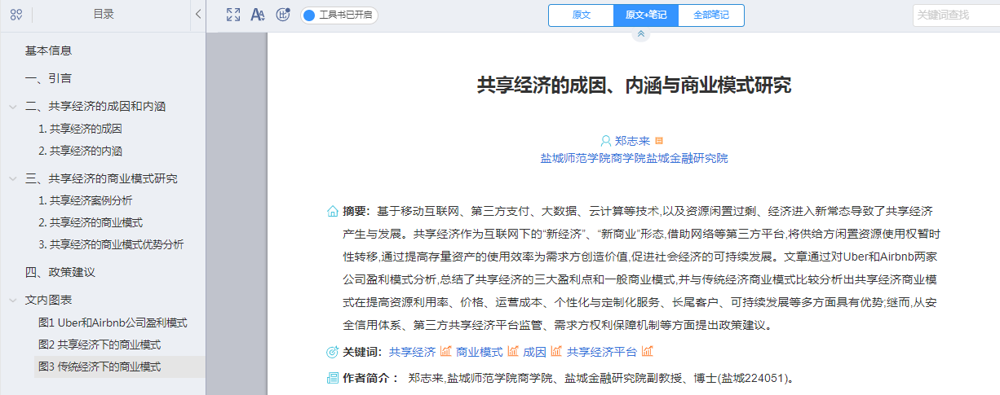 目录
工具书已开启
原文
原文+笔记
全部笔记
关键词查找
基本信息
一、引言
二、共享经济的成因和内涵
1. 共享经济的成因
2. 共享经济的内涵
三、共享经济的商业模式研究
1. 共享经济案例分析
2. 共享经济的商业模式
3. 共享经济的商业模式优势分析
四、政策建议
文内图表
图1 Uber和Airbnb公司盈利模式
图2 共享经济下的商业模式
图3 传统经济下的商业模式
共享经济的成因、内涵与商业模式研究
郑志来
盐城师范学院商学院盐城金融研究院
摘要：基于移动互联网、第三方支付、大数据、云计算等技术,以及资源闲置过剩、经济进入新常态导致了共享经济
产生与发展。共享经济作为互联网下的“新经济”、“新商业”形态,借助网络等第三方平台,将供给方闲置资源使用权暂时
性转移,通过提高存量资产的使用效率为需求方创造价值,促进社会经济的可持续发展。文章通过对Uber和Airbnb两家
公司盈利模式分析,总结了共享经济的三大盈利点和一般商业模式,并与传统经济商业模式比较分析出共享经济商业模
式在提高资源利用率、价格、运营成本、个性化与定制化服务、长尾客户、可持续发展等多方面具有优势;继而,从安
全信用体系、第三方共享经济平台监管、需求方权利保障机制等方面提出政策建议。
关键词：共享经济 商业模式 成因 共享经济平台
作者简介： 郑志来,盐城师范学院商学院、盐城金融研究院副教授、博士(盐城224051)。